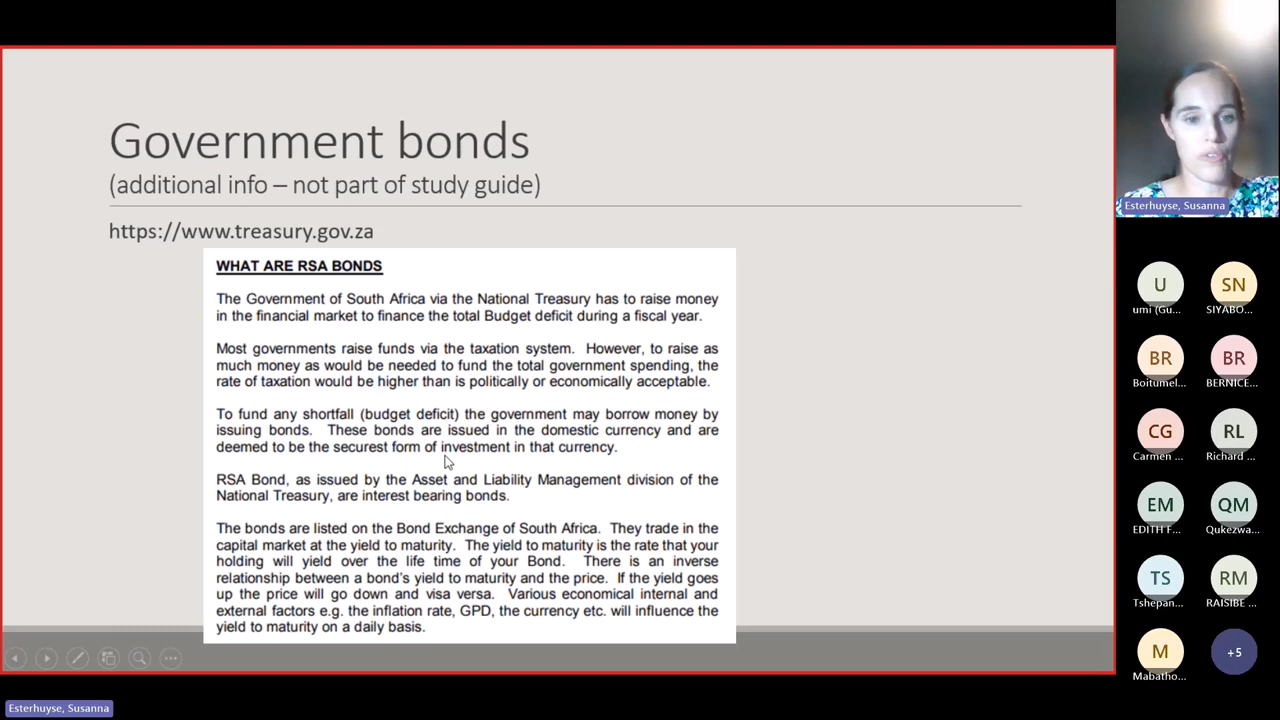 Government bonds
(additional info – not part of study guide)
https://www.treasury.gov.za
WHAT ARE RSA BONDS
The Government of South Africa via the National Treasury has to raise money
in the financial market to finance the total Budget deficit during a fiscal year.
Most governments raise funds via the taxation system. However, to raise as
much money as would be needed to fund the total government spending, the
rate of taxation would be higher than is politically or economically acceptable.
To fund any shortfall (budget deficit) the government may borrow money by
issuing bonds. These bonds are issued in the domestic currency and are
deemed to be the securest form of investment in that currency.
RSA Bond, as issued by the Asset and Liability Management division of the
National Treasury, are interest bearing bonds.
The bonds are listed on the Bond Exchange of South Africa. They trade in the
capital market at the yield to maturity. The yield to maturity is the rate that your
holding will yield over the life time of your Bond. There is an inverse
relationship between a bond's yield to maturity and the price. If the yield goes
up the price will go down and visa versa. Various economical internal and
external factors e.g. the inflation rate, GPD, the currency etc. will influence the
yield to maturity on a daily basis.
Esterhuyse, Susanna
U
umi (Gu...
SN
SIYABO...
BR
Boitumel...
BR
BERNICE...
CG
Carmen ...
RL
Richard ...
EM
EDITH F...
QM
Qukezwa...
TS
Tshepan...
RM
RAISIBE ...
M
Mabatho...
+5
Esterhuyse, Susanna